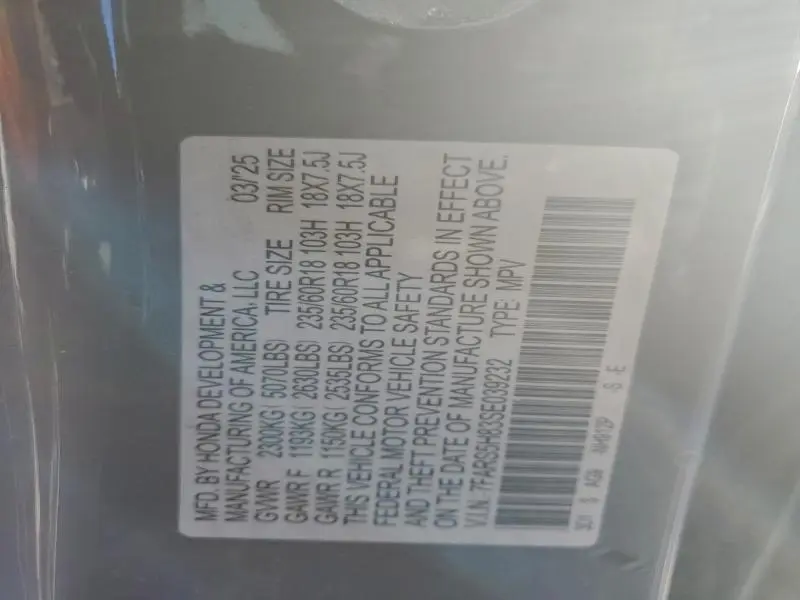 MFD. BY HONDA DEVELOPMENT &
MANUFACTURING OF AMERICA, LLC 03/'25
GVWR 2300KG( 5070LBS) TIRE SIZE RIM SIZE
GAWR F 1193KG( 2630LBS) 235/60R18 103H 18X7.5J
GAWR R 1150KG( 2535LBS) 235/60R18 103H 18X7.5J
THIS VEHICLE CONFORMS TO ALL APPLICABLE
FEDERAL MOTOR VEHICLE SAFETY
AND THEFT PREVENTION STANDARDS IN EFFECT
ON THE DATE OF MANUFACTURE SHOWN ABOVE.
V.I.N.:7FARS5H83SE039232 TYPE: MPV